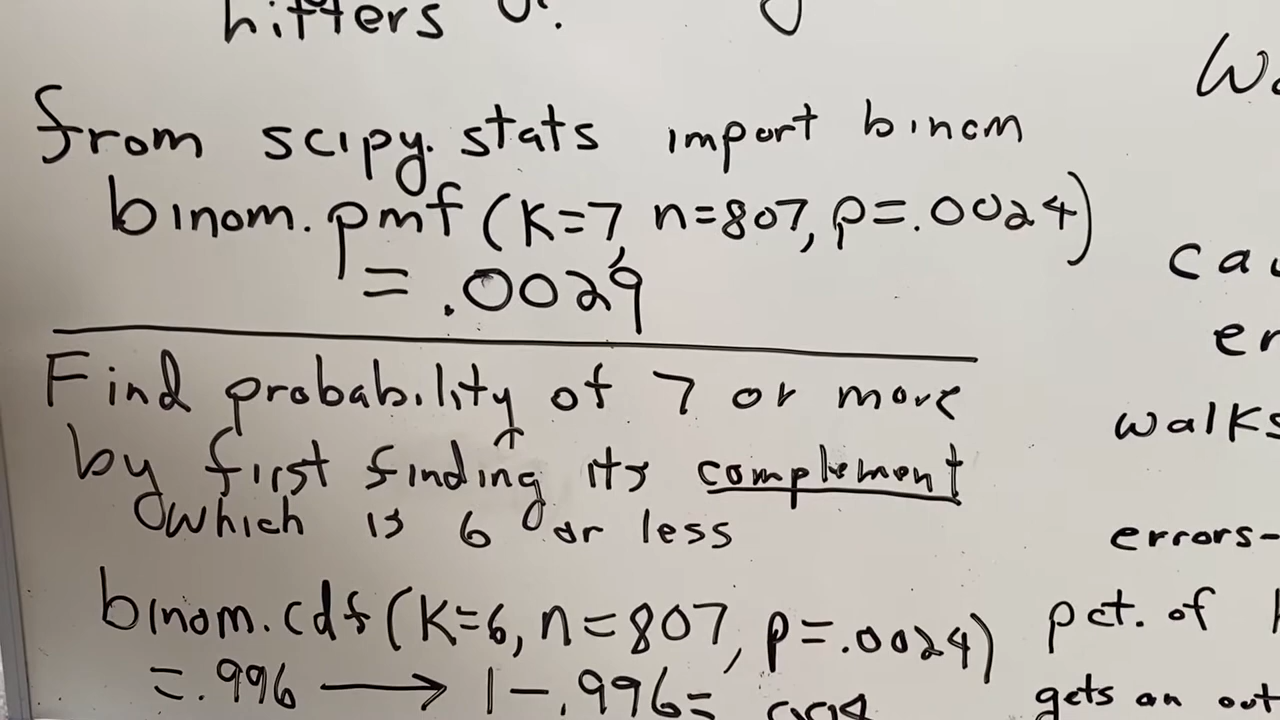 hitters
from scipy.stats import binom
binom.pmf (K=7, n=807, p=.0024)
= .0029
Find probability of 7 or more
by first finding its complement
which is 6 or less
binom.cdf (K=6, n=807, p=.0024)
=.996 → 1-.996=
er
walks
errors-
pct. of
gets an out